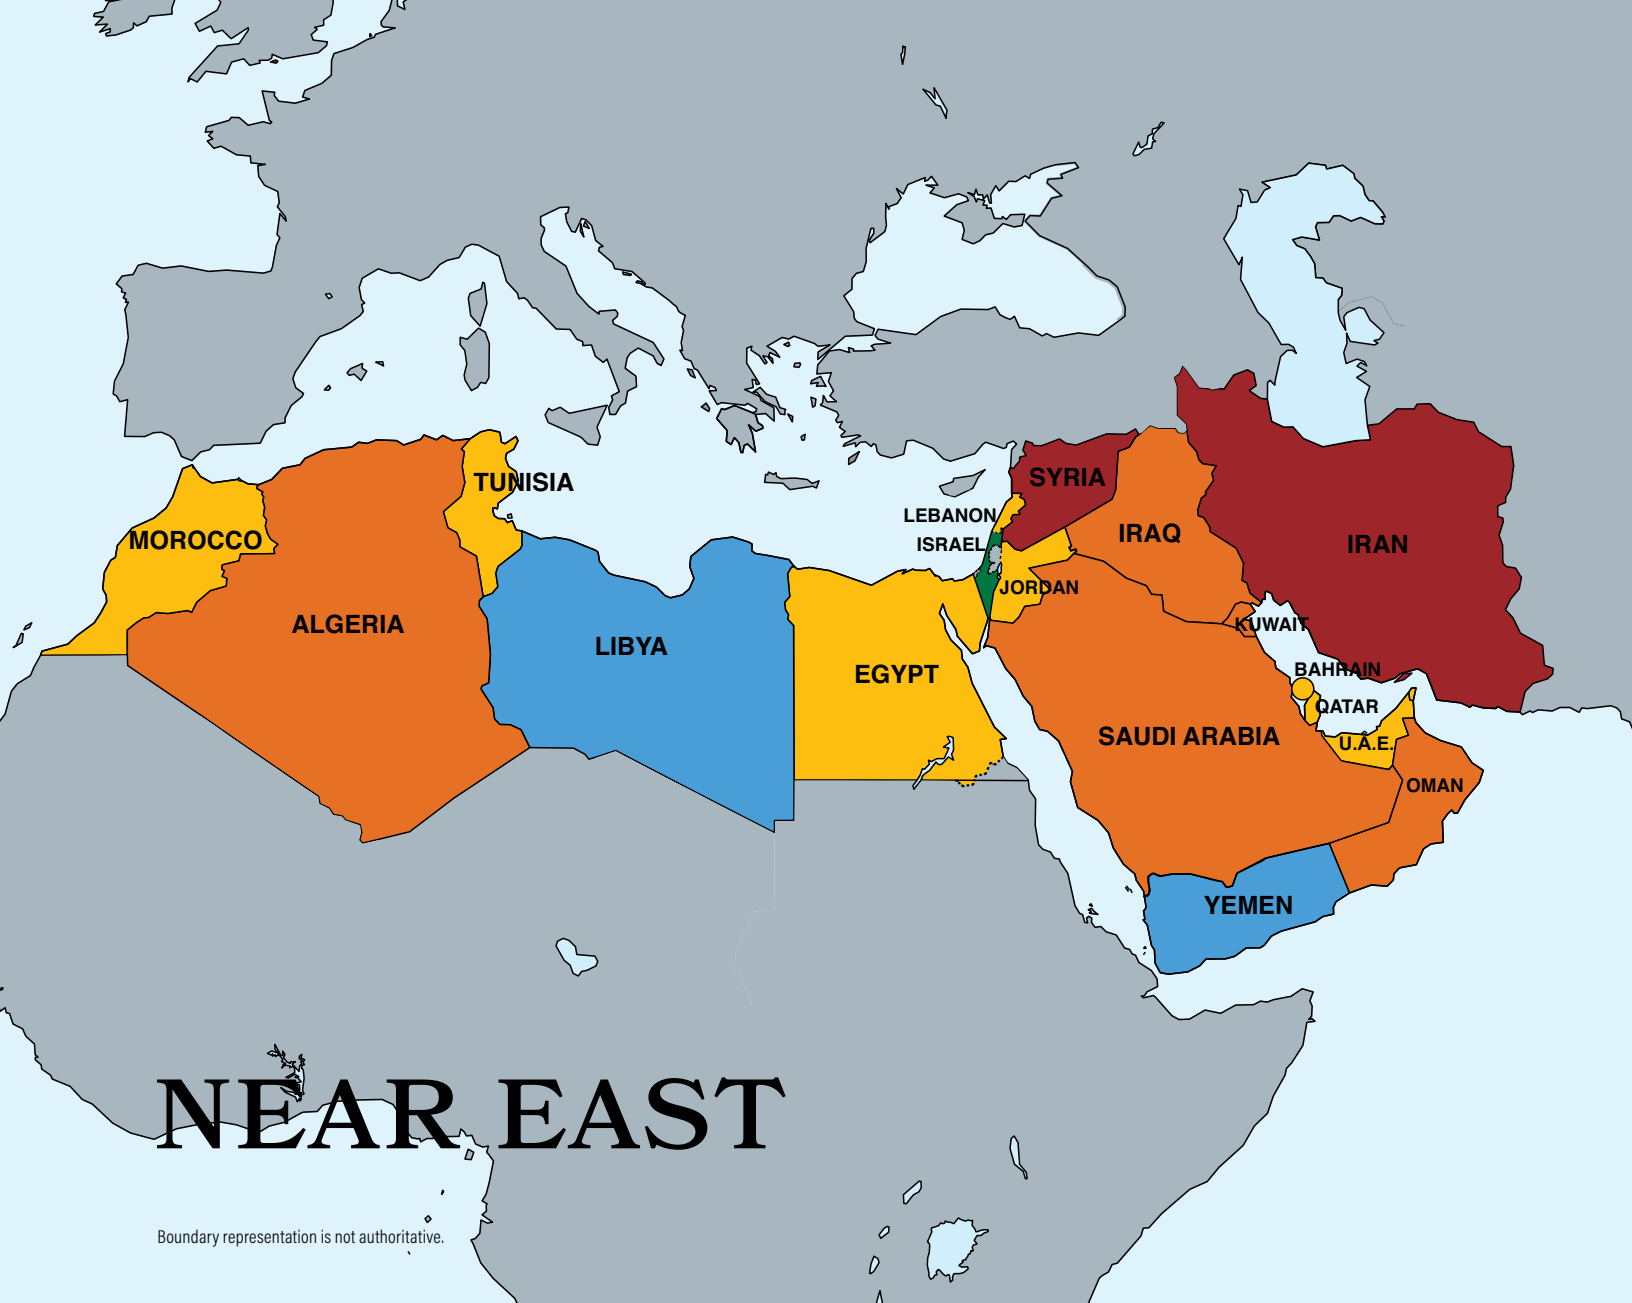 SYRIA
TUNISIA
LEBANON
IRAQ
MOROCCO
ISRAEL
IRAN
JORDAN
ALGERIA
KUWAIT
LIBYA
BAHRAIN
EGYPT
QATAR
SAUDI ARABIA
U.A.E.
OMAN
YEMEN
NEAR EAST
Boundary representation is not authoritative.